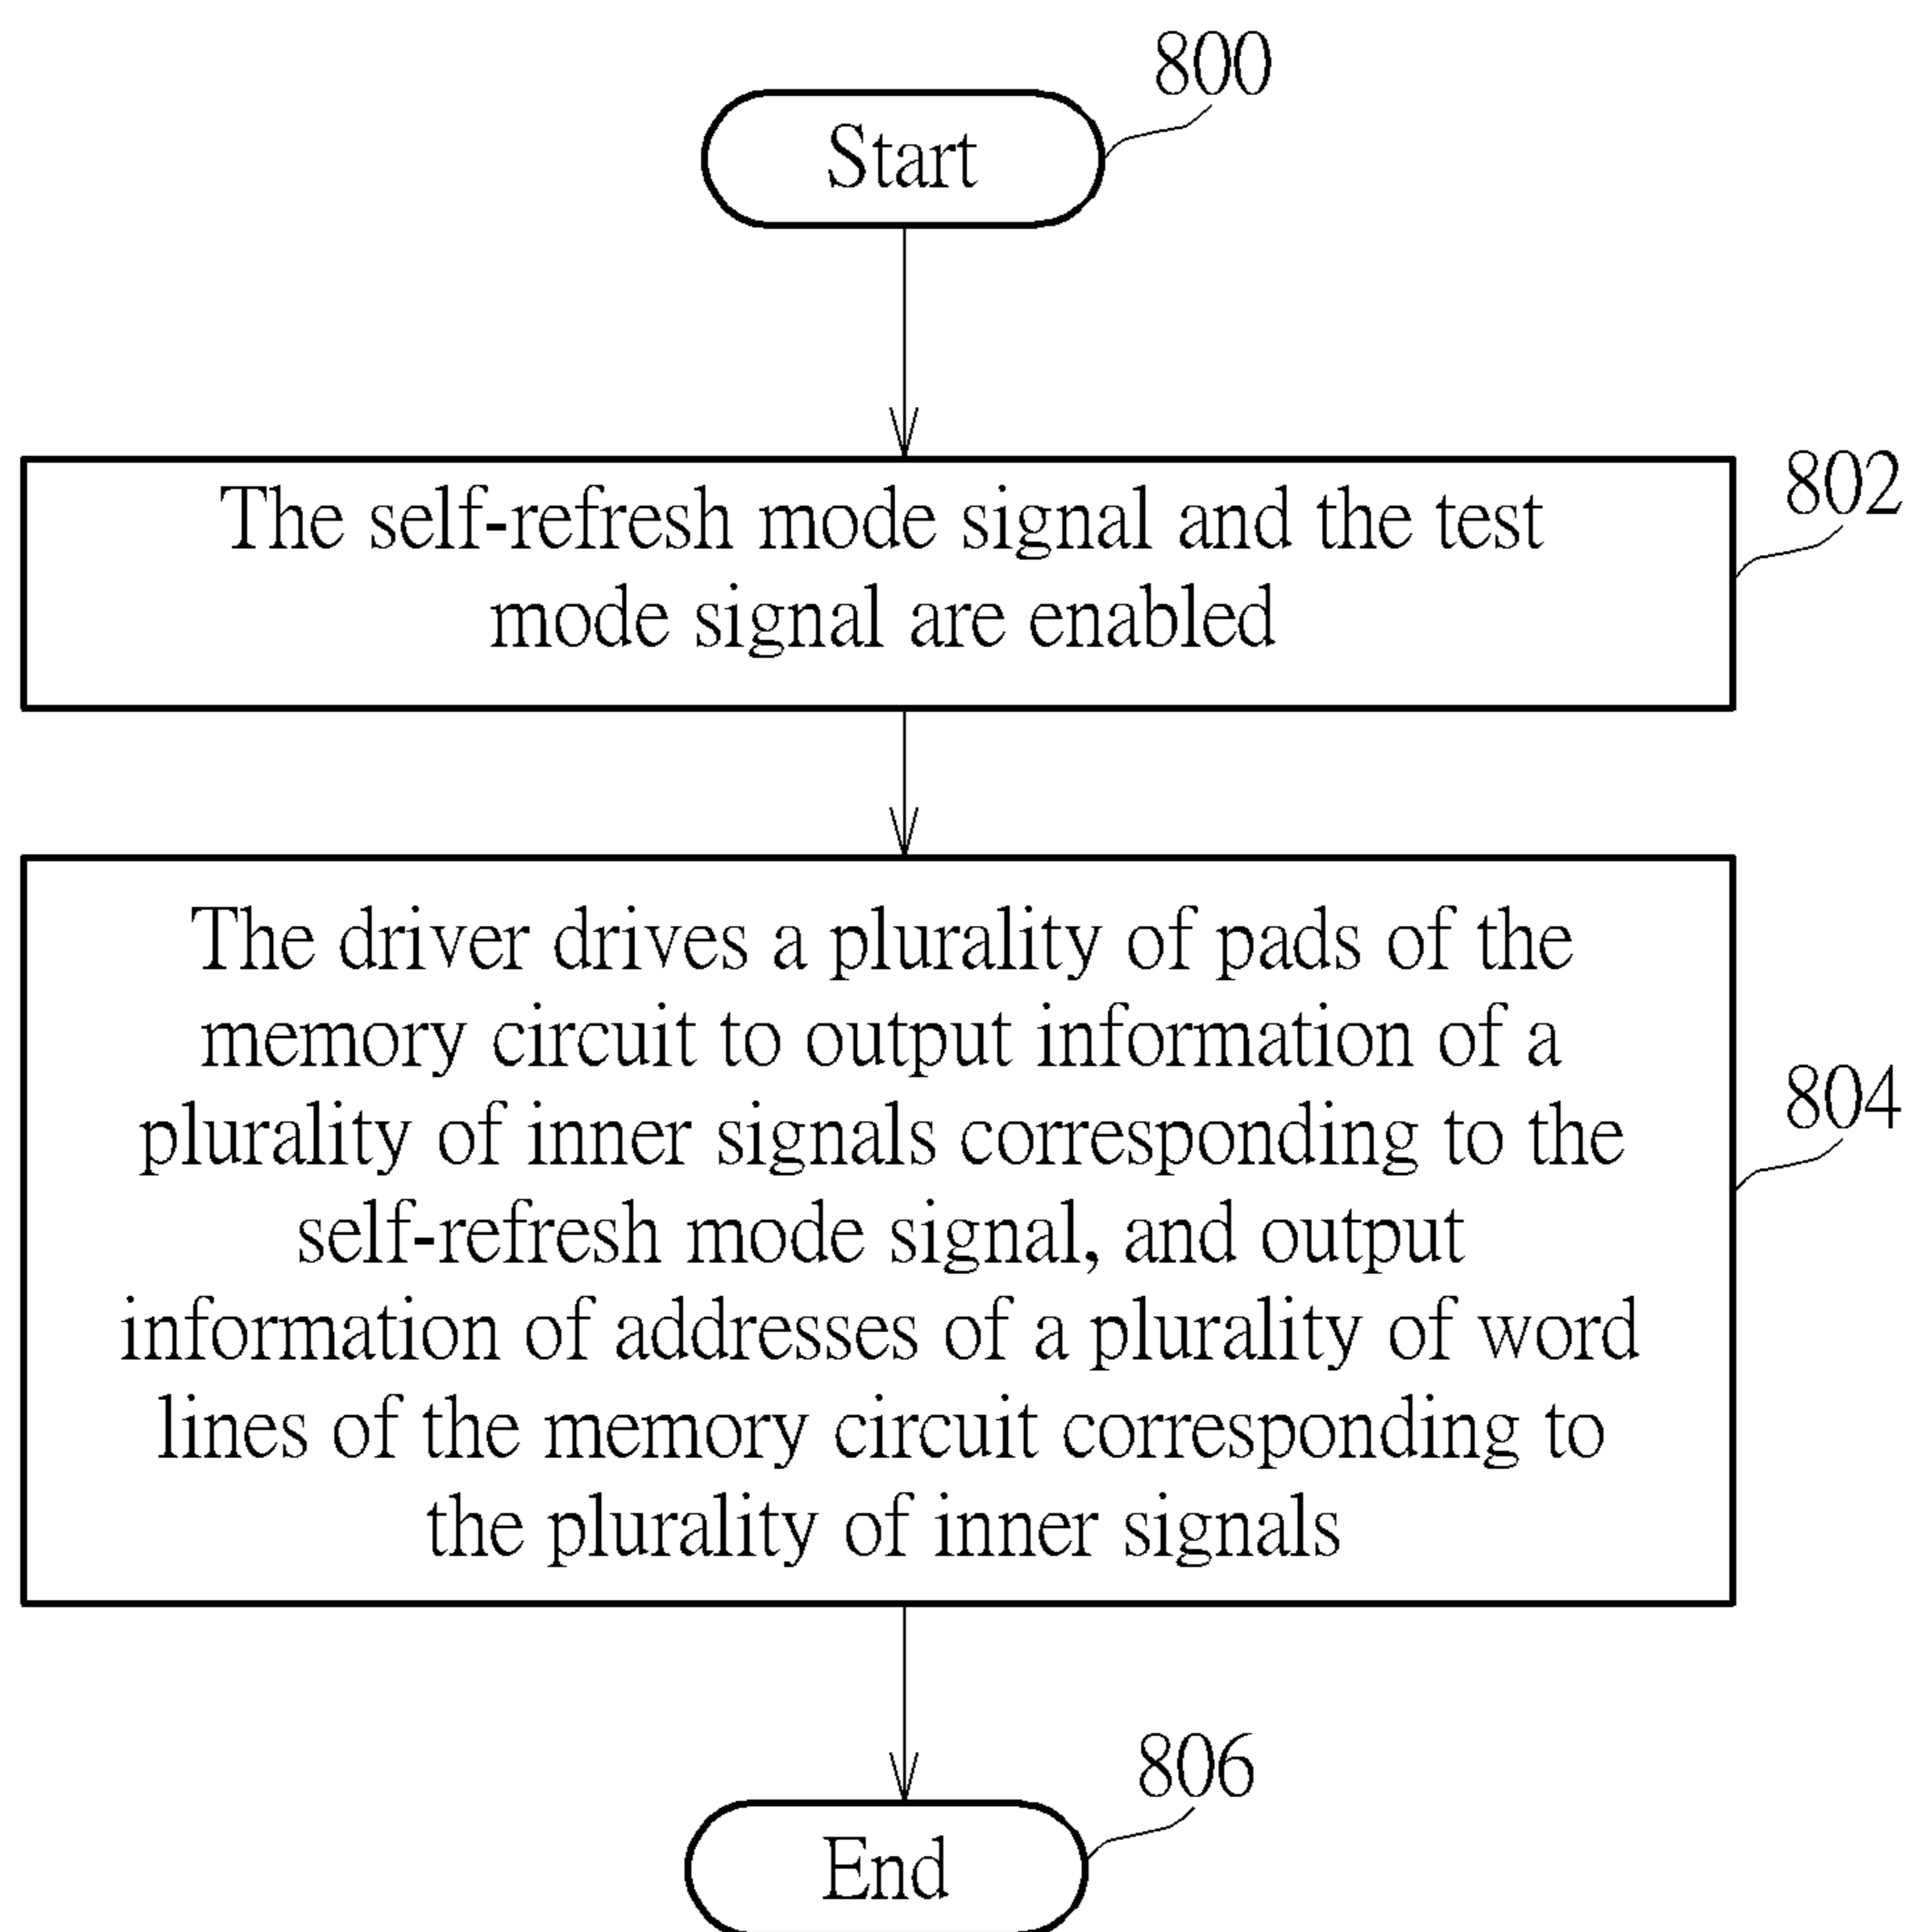 800
Start
802
The self-refresh mode signal and the test
mode signal are enabled
The driver drives a plurality of pads of the
memory circuit to output information of a
804
plurality of inner signals corresponding to the
self-refresh mode signal, and output
information of addresses of a plurality of word
lines of the memory circuit corresponding to
the plurality of inner signals
806
End